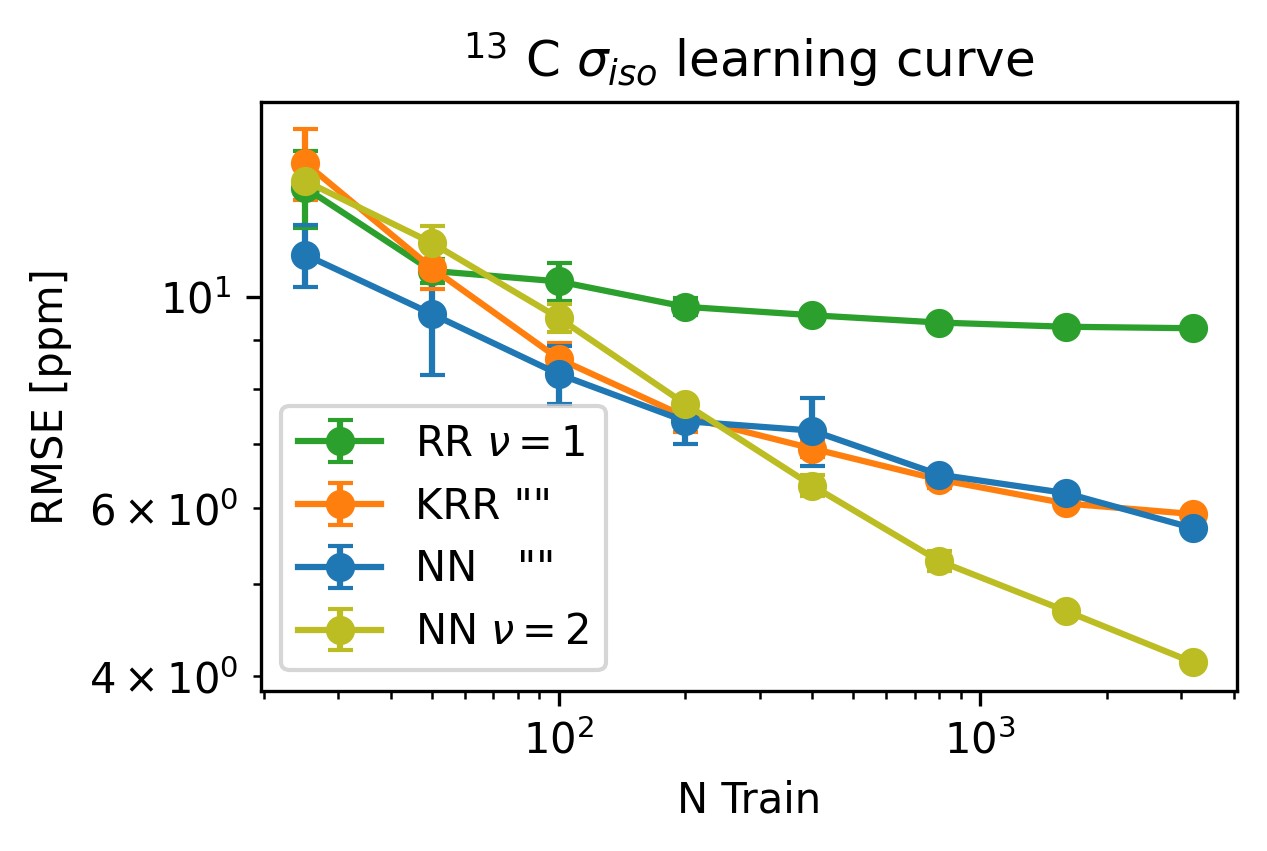 ¹³ C σᵢₛₒ learning curve
RMSE [ppm]
10¹
6 × 10⁰
4 × 10⁰
RR ν = 1
KRR ""
NN ""
NN ν = 2
10² 10³
N Train